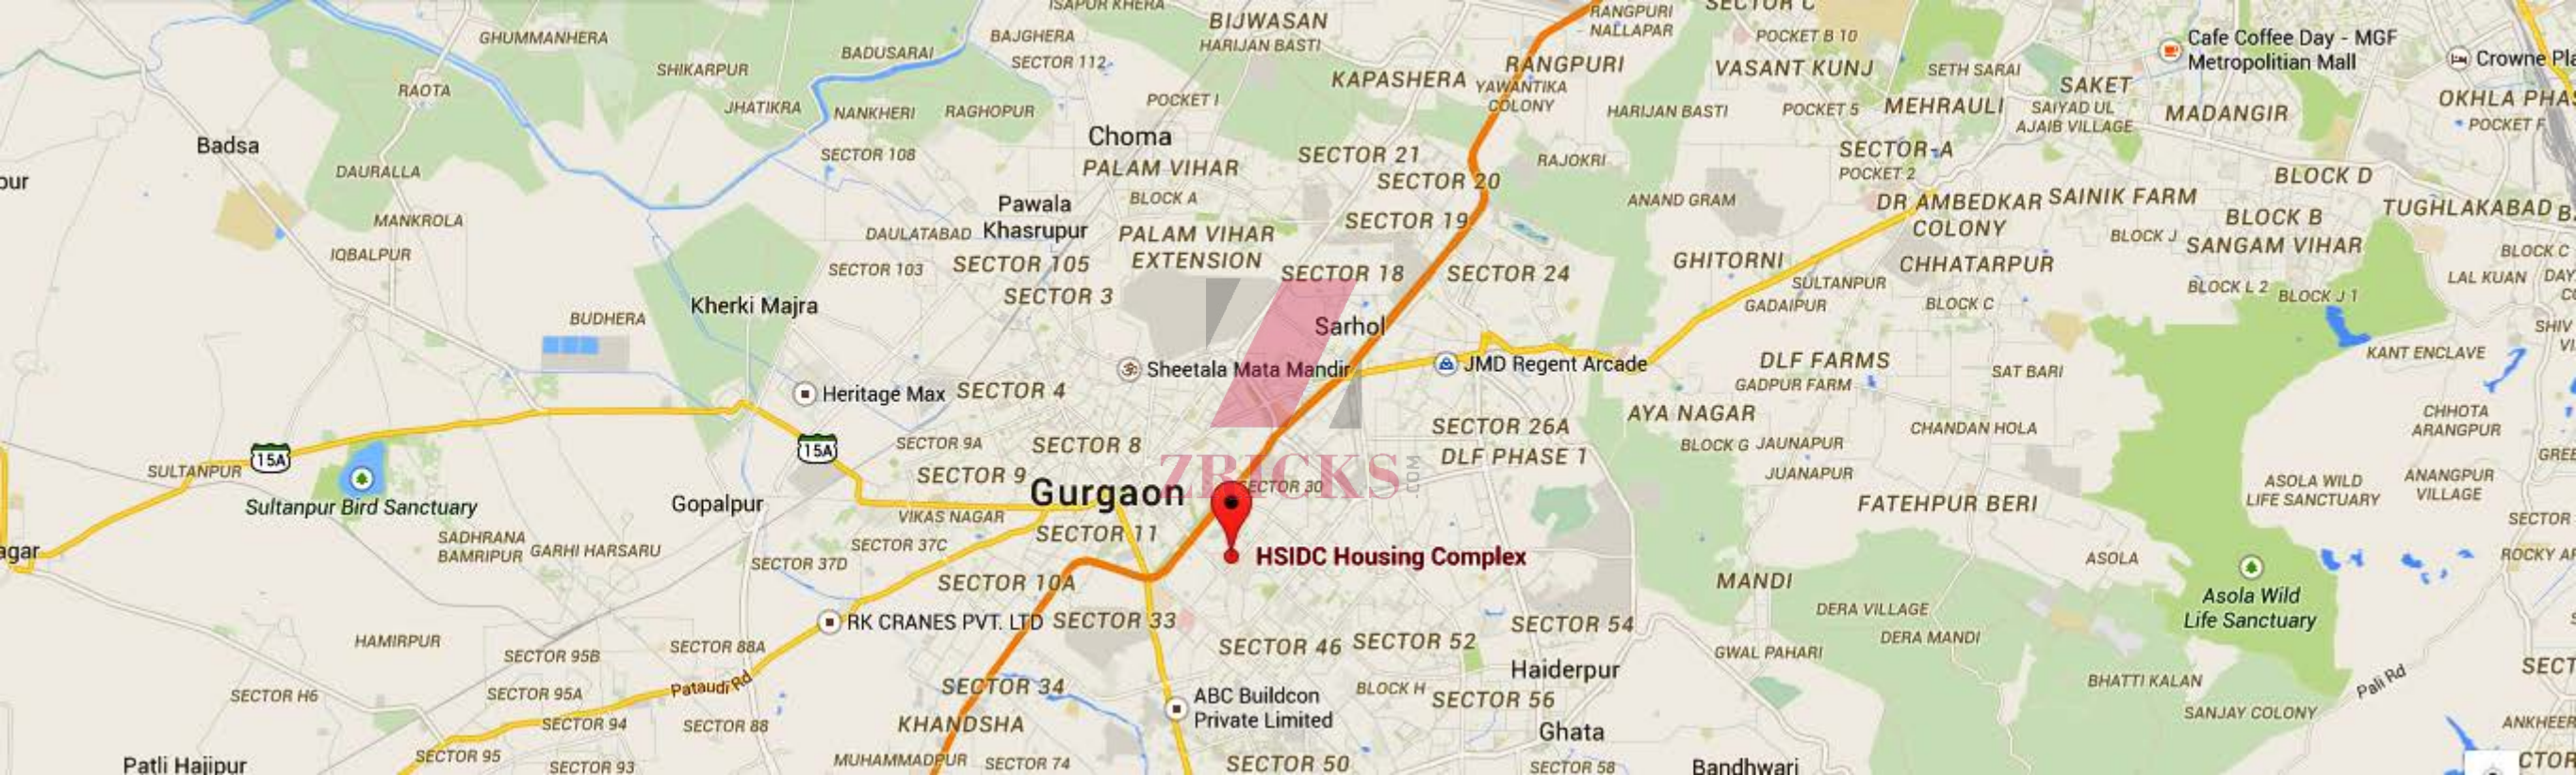 ISAPUR KHERA
BIJWASAN
HARIJAN BASTI
RANGPURI
NALLAPAR
SECTOR C
GHUMMANHERA
BADUSARAI
BAJGHERA
SECTOR 112
POCKET B 10
Cafe Coffee Day - MGF
Metropolitian Mall
Crowne Pla
SHIKARPUR
KAPASHERA
RANGPURI
YAWANTIKA
COLONY
VASANT KUNJ
SETH SARAI
SAKET
RAOTA
JHATIKRA
NANKHERI
RAGHOPUR
POCKET I
HARIJAN BASTI
POCKET 5
MEHRAULI
SAIYAD UL
AJAIB VILLAGE
MADANGIR
OKHLA PHAS
POCKET F
Badsa
Choma
PALAM VIHAR
BLOCK A
SECTOR 108
SECTOR 21
SECTOR 20
RAJOKRI
SECTOR-A
POCKET 2
DAURALLA
pur
BLOCK D
MANKROLA
Pawala
Khasrupur
DAULATABAD
PALAM VIHAR
EXTENSION
SECTOR 19
ANAND GRAM
DR AMBEDKAR
COLONY
SAINIK FARM
BLOCK B
SANGAM VIHAR
BLOCK J
TUGHLAKABAD
IQBALPUR
SECTOR 103
SECTOR 105
SECTOR 3
SECTOR 18
SECTOR 24
GHITORNI
SULTANPUR
GADAIPUR
CHHATARPUR
BLOCK C
BLOCK L 2
BLOCK J 1
BLOCK C
LAL KUAN
DAY
BUDHERA
Kherki Majra
Sarhol
SHIV
VI
KANT ENCLAVE
Sheetala Mata Mandir
JMD Regent Arcade
DLF FARMS
GADPUR FARM
SAT BARI
Heritage Max
SECTOR 4
SECTOR 26A
DLF PHASE 1
AYA NAGAR
BLOCK G
JAUNAPUR
JUANAPUR
CHANDAN HOLA
CHHOTA
ARANGPUR
15A
15A
SECTOR 9A
SECTOR 8
SECTOR 9
ZRICKS
.COM
SULTANPUR
Sultanpur Bird Sanctuary
Gopalpur
Gurgaon
SECTOR 30
FATEHPUR BERI
ASOLA WILD
LIFE SANCTUARY
ANANGPUR
VILLAGE
GREE
VIKAS NAGAR
SECTOR 11
SECTOR
agar
SADHRANA
BAMRIPUR
GARHI HARSARU
SECTOR 37C
SECTOR 37D
HSIDC Housing Complex
MANDI
ASOLA
ROCKY AR
SECTOR 10A
Asola Wild
Life Sanctuary
RK CRANES PVT. LTD
SECTOR 33
DERA VILLAGE
DERA MANDI
HAMIRPUR
SECTOR 95B
SECTOR 88A
SECTOR 46
SECTOR 52
SECTOR 54
GWAL PAHARI
Haiderpur
SECT
Pataudi Rd
SECTOR H6
SECTOR 95A
SECTOR 94
SECTOR 88
SECTOR 34
KHANDSHA
ABC Buildcon
Private Limited
BLOCK H
SECTOR 56
BHATTI KALAN
Pali Rd
SANJAY COLONY
ANKHEER
Ghata
SECTOR 95
SECTOR 93
Patli Hajipur
MUHAMMADPUR
SECTOR 74
SECTOR 50
SECTOR 58
Bandhwari
CTOR